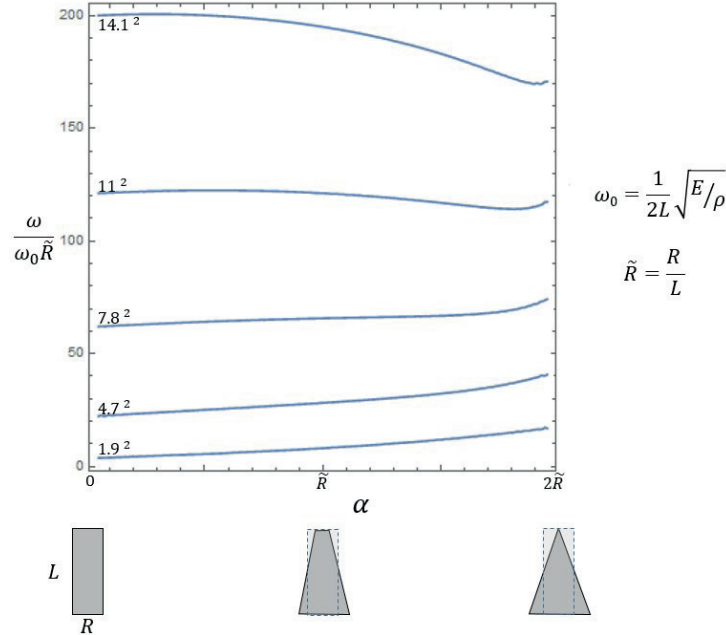 200
14.1 ²
150
11 ²
ω/(ω₀R̃)
ω₀ = 1/(2L) √(E/ρ)
R̃ = R/L
100
7.8 ²
50
4.7 ²
1.9 ²
0
0 R̃ 2R̃
α
L
R